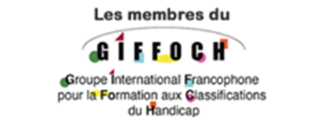 Les membres du
GIFFOCH
Groupe International Francophone
pour la Formation aux Classifications
du Handicap